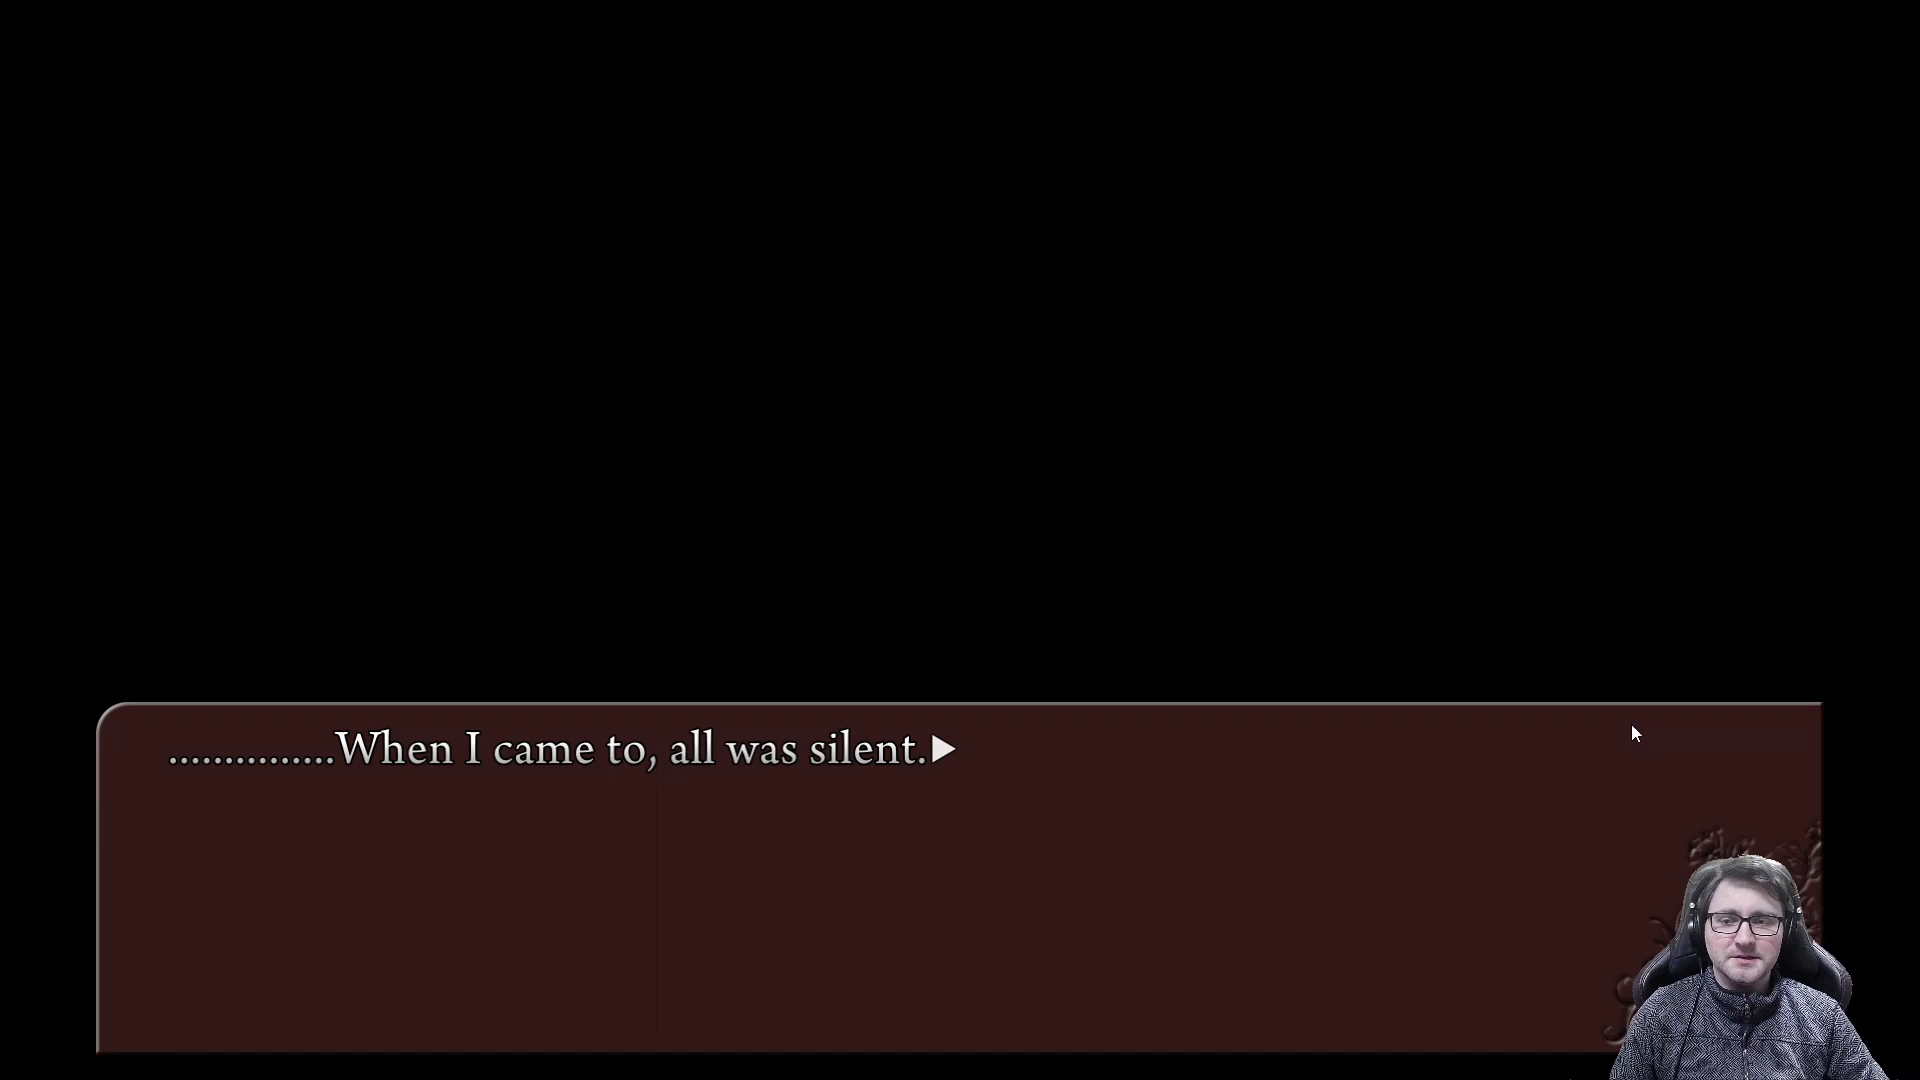 ...............When I came to, all was silent.